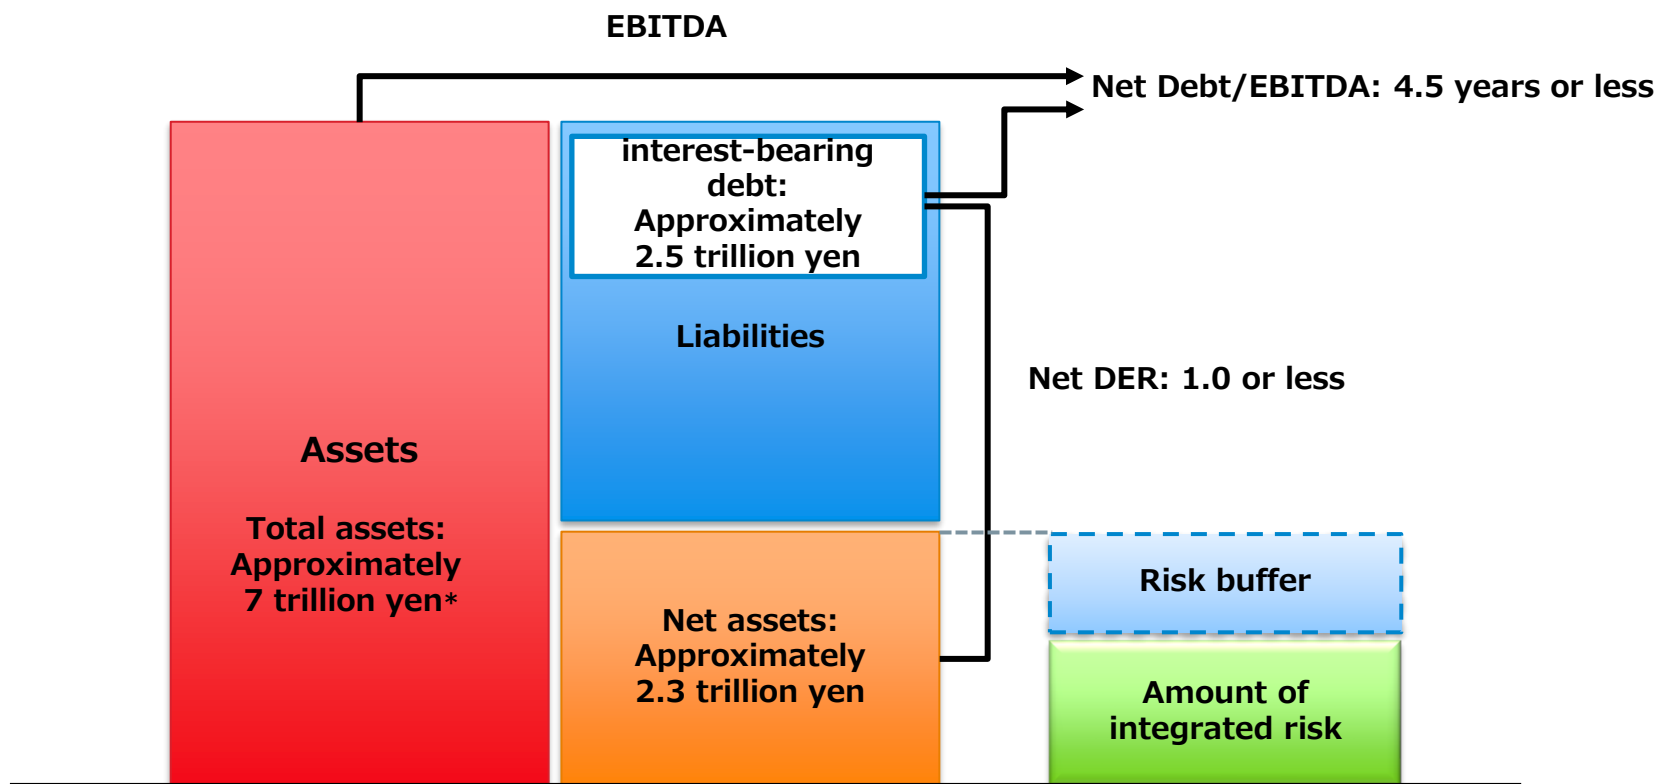 EBITDA
Net Debt/EBITDA: 4.5 years or less
interest-bearing
debt:
Approximately
2.5 trillion yen
Liabilities
Net DER: 1.0 or less
Assets
Total assets:
Approximately
7 trillion yen*
Risk buffer
Net assets:
Approximately
2.3 trillion yen
Amount of
integrated risk